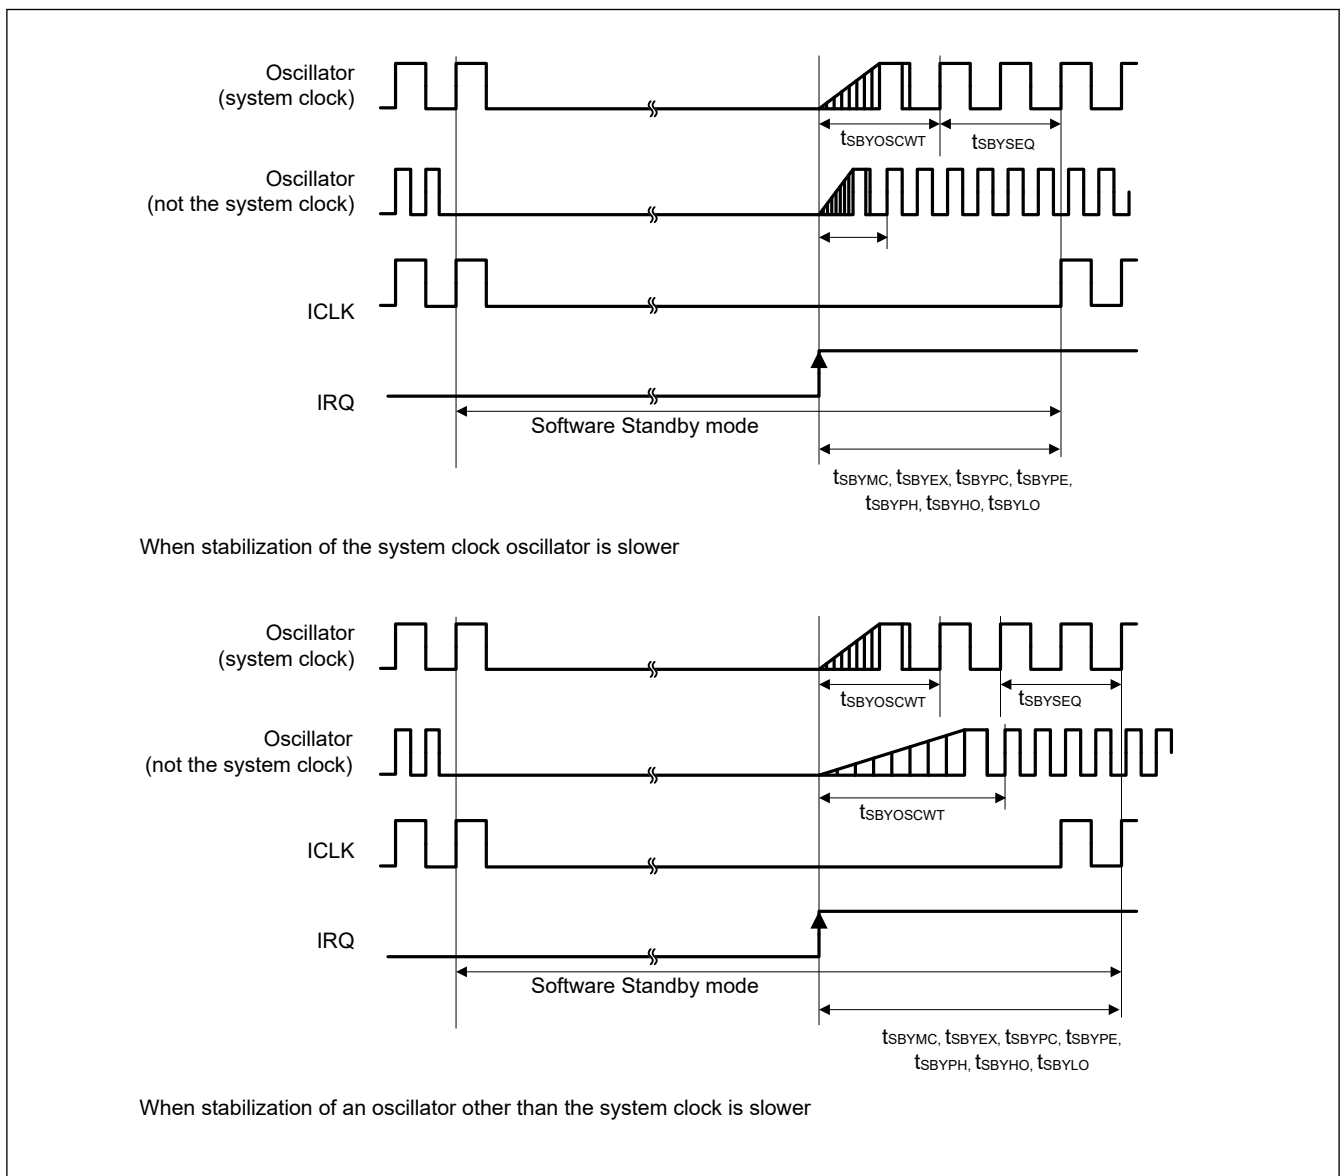 Oscillator
(system clock)
tSBYOSCWT
tSBYSEQ
Oscillator
(not the system clock)
ICLK
IRQ
Software Standby mode
tSBYMC, tSBYEX, tSBYPC, tSBYPE,
tSBYPH, tSBYHO, tSBYLO
When stabilization of the system clock oscillator is slower
Oscillator
(system clock)
tSBYOSCWT
tSBYSEQ
Oscillator
(not the system clock)
tSBYOSCWT
ICLK
IRQ
Software Standby mode
tSBYMC, tSBYEX, tSBYPC, tSBYPE,
tSBYPH, tSBYHO, tSBYLO
When stabilization of an oscillator other than the system clock is slower